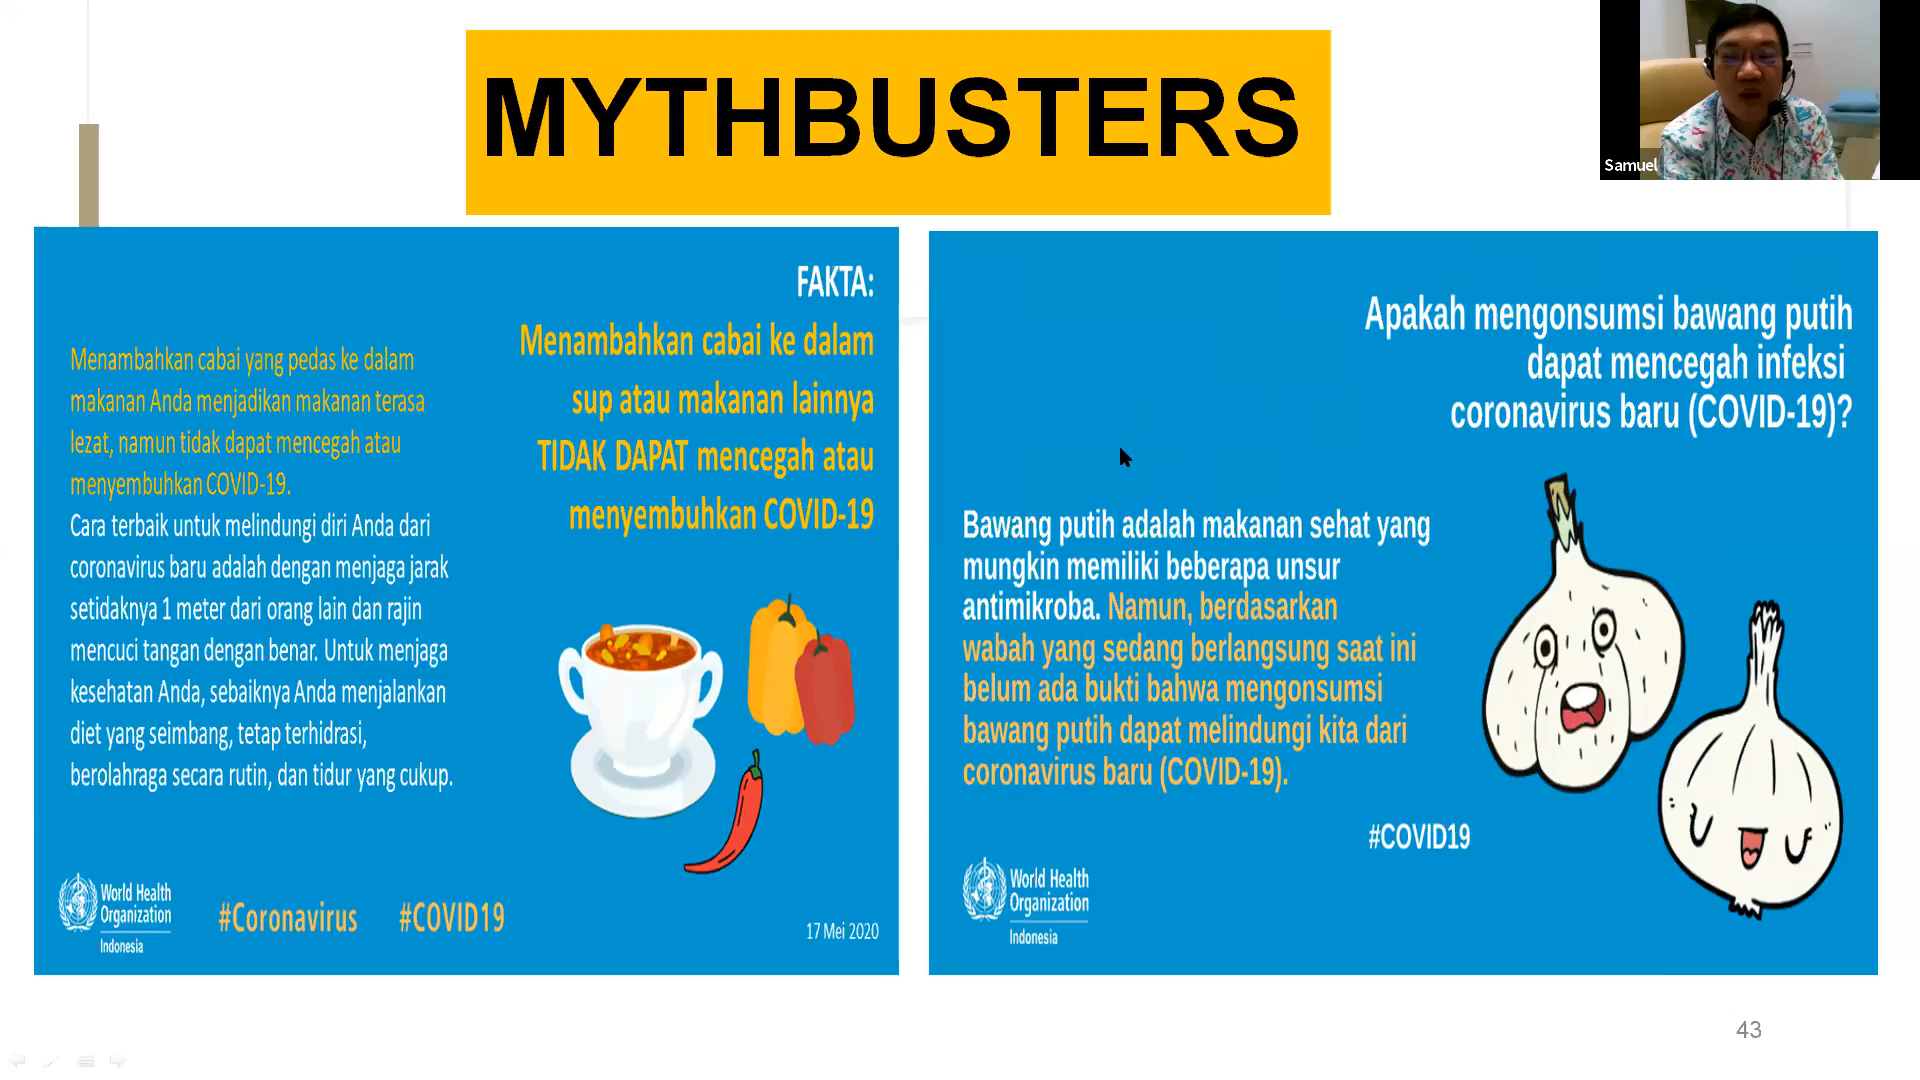 MYTHBUSTERS
Samuel
FAKTA:
Menambahkan cabai ke dalam
sup atau makanan lainnya
TIDAK DAPAT mencegah atau
menyembuhkan COVID-19
Menambahkan cabai yang pedas ke dalam
makanan Anda menjadikan makanan terasa
lezat, namun tidak dapat mencegah atau
menyembuhkan COVID-19.
Cara terbaik untuk melindungi diri Anda dari
coronavirus baru adalah dengan menjaga jarak
setidaknya 1 meter dari orang lain dan rajin
mencuci tangan dengan benar. Untuk menjaga
kesehatan Anda, sebaiknya Anda menjalankan
diet yang seimbang, tetap terhidrasi,
berolahraga secara rutin, dan tidur yang cukup.
World Health
Organization
Indonesia
#Coronavirus #COVID19
17 Mei 2020
Apakah mengonsumsi bawang putih
dapat mencegah infeksi
coronavirus baru (COVID-19)?
Bawang putih adalah makanan sehat yang
mungkin memiliki beberapa unsur
antimikroba. Namun, berdasarkan
wabah yang sedang berlangsung saat ini
belum ada bukti bahwa mengonsumsi
bawang putih dapat melindungi kita dari
coronavirus baru (COVID-19).
#COVID19
World Health
Organization
Indonesia
43